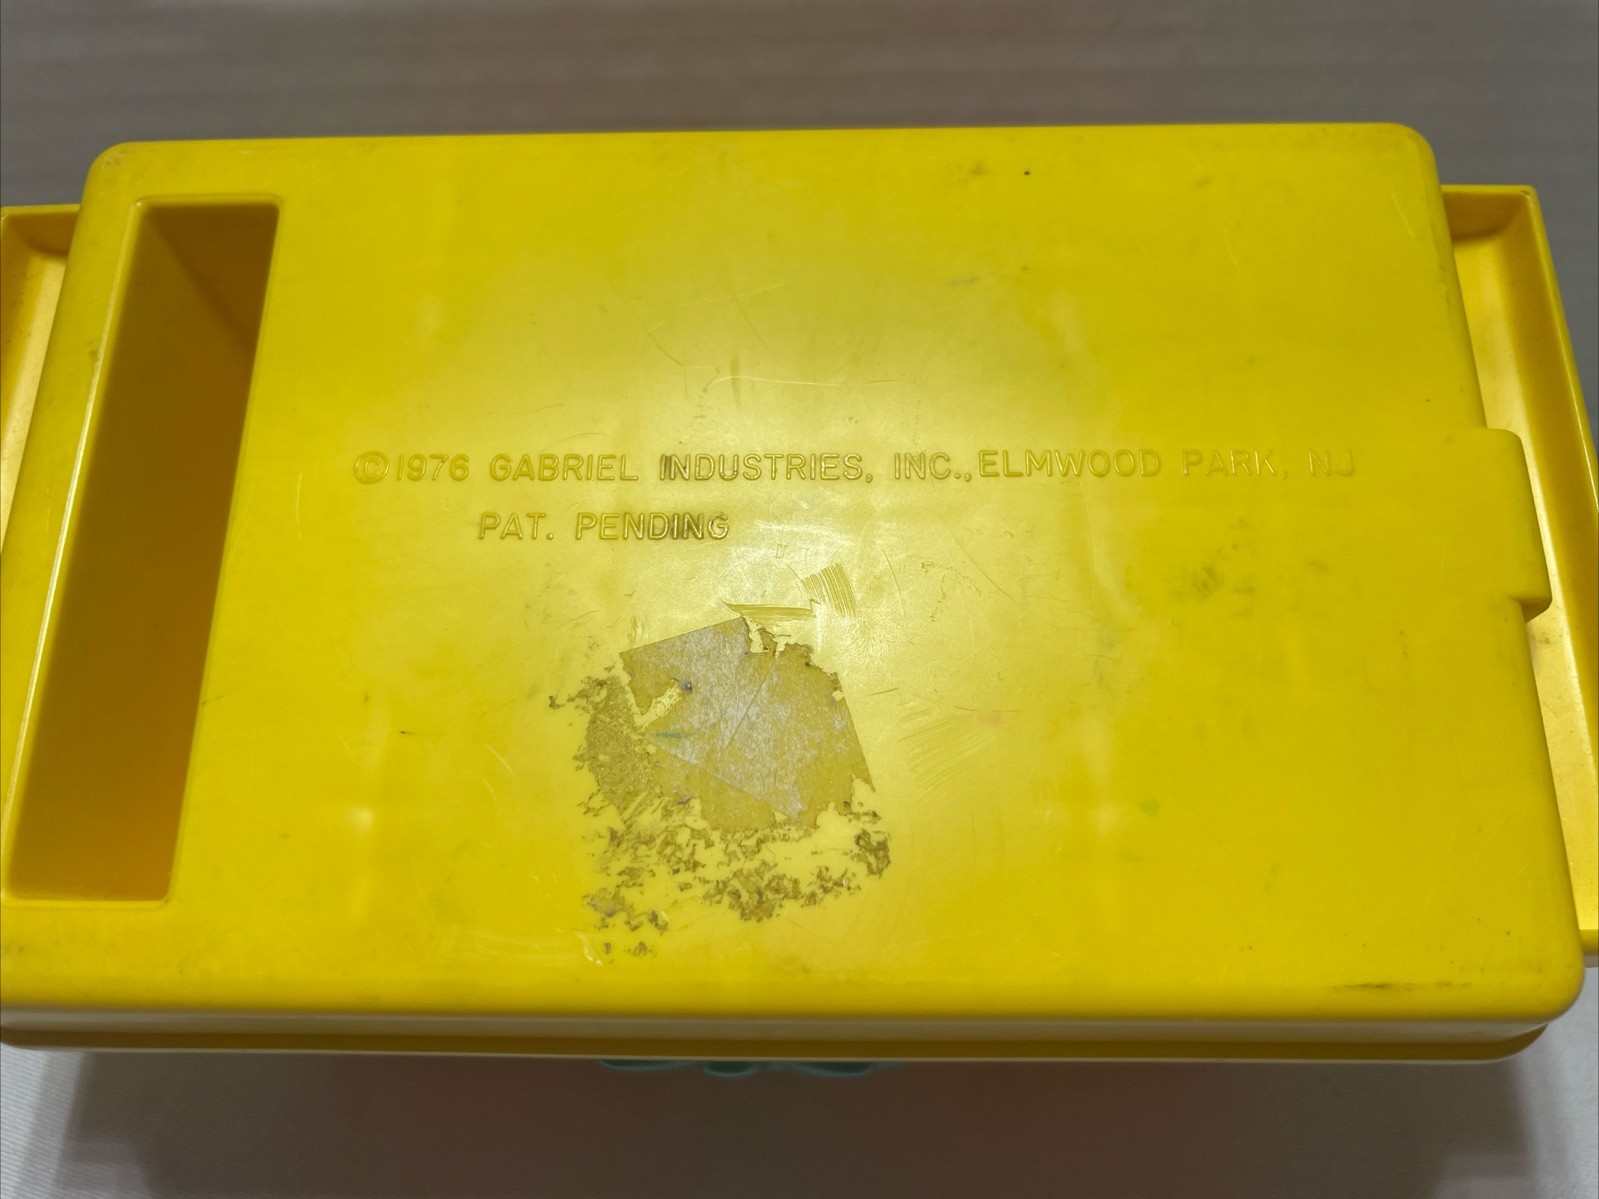 ©1976 GABRIEL INDUSTRIES, INC., ELMWOOD PARK, NJ
PAT. PENDING